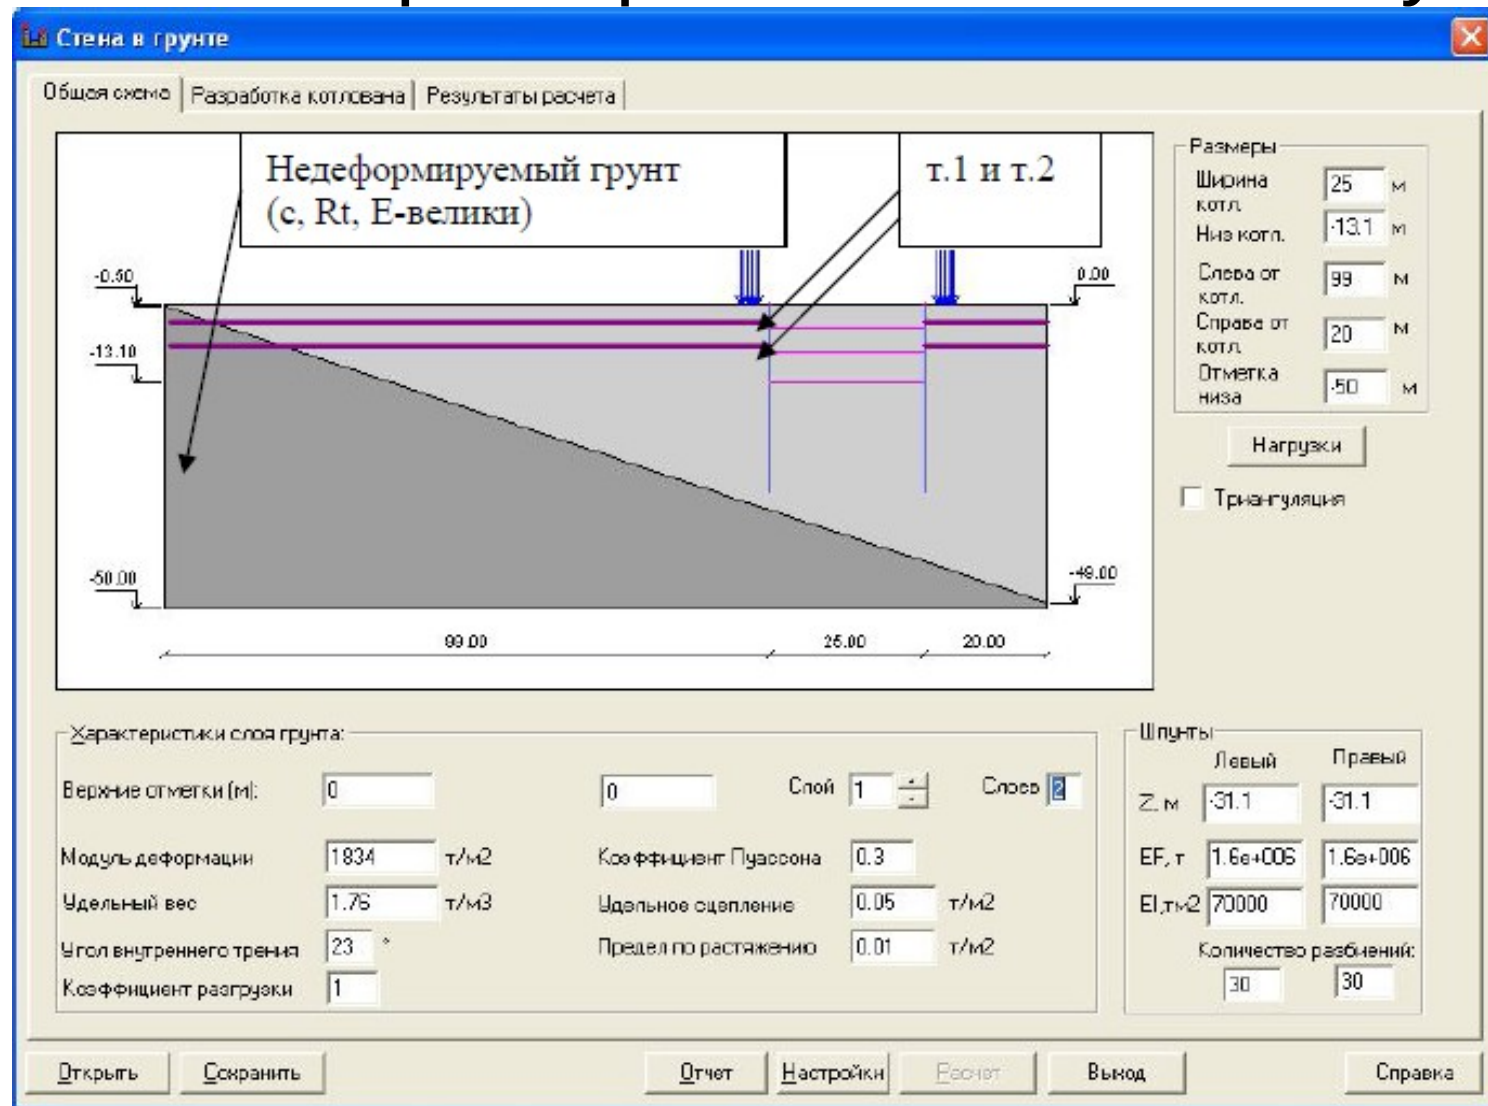 Стена в грунте
Общая схема
Разработка котлована
Результаты расчета
Недеформируемый грунт
(c, Rt, E-велики)
т.1 и т.2
-0.50
0.00
-13.10
-50.00
-49.00
99.00
25.00
20.00
Размеры
Ширина
котл.
25 м
Низ котл.
-13.1 м
Слева от
котл.
99 м
Справа от
котл.
20 м
Отметка
низа
-50 м
Нагрузки
Триангуляция
Характеристики слоя грунта:
Верхние отметки (м): 0 0 Слой 1 Слоев 2
Модуль деформации 1834 т/м2 Коэффициент Пуассона 0.3
Удельный вес 1.76 т/м3 Удельное сцепление 0.05 т/м2
Угол внутреннего трения 23 ° Предел по растяжению 0.01 т/м2
Коэффициент разгрузки 1
Шпунты
Левый Правый
Z, м -31.1 -31.1
EF, т 1.6e+006 1.6e+006
EI,тм2 70000 70000
Количество разбиений:
30 30
Открыть Сохранить Отчет Настройки Расчет Выход Справка